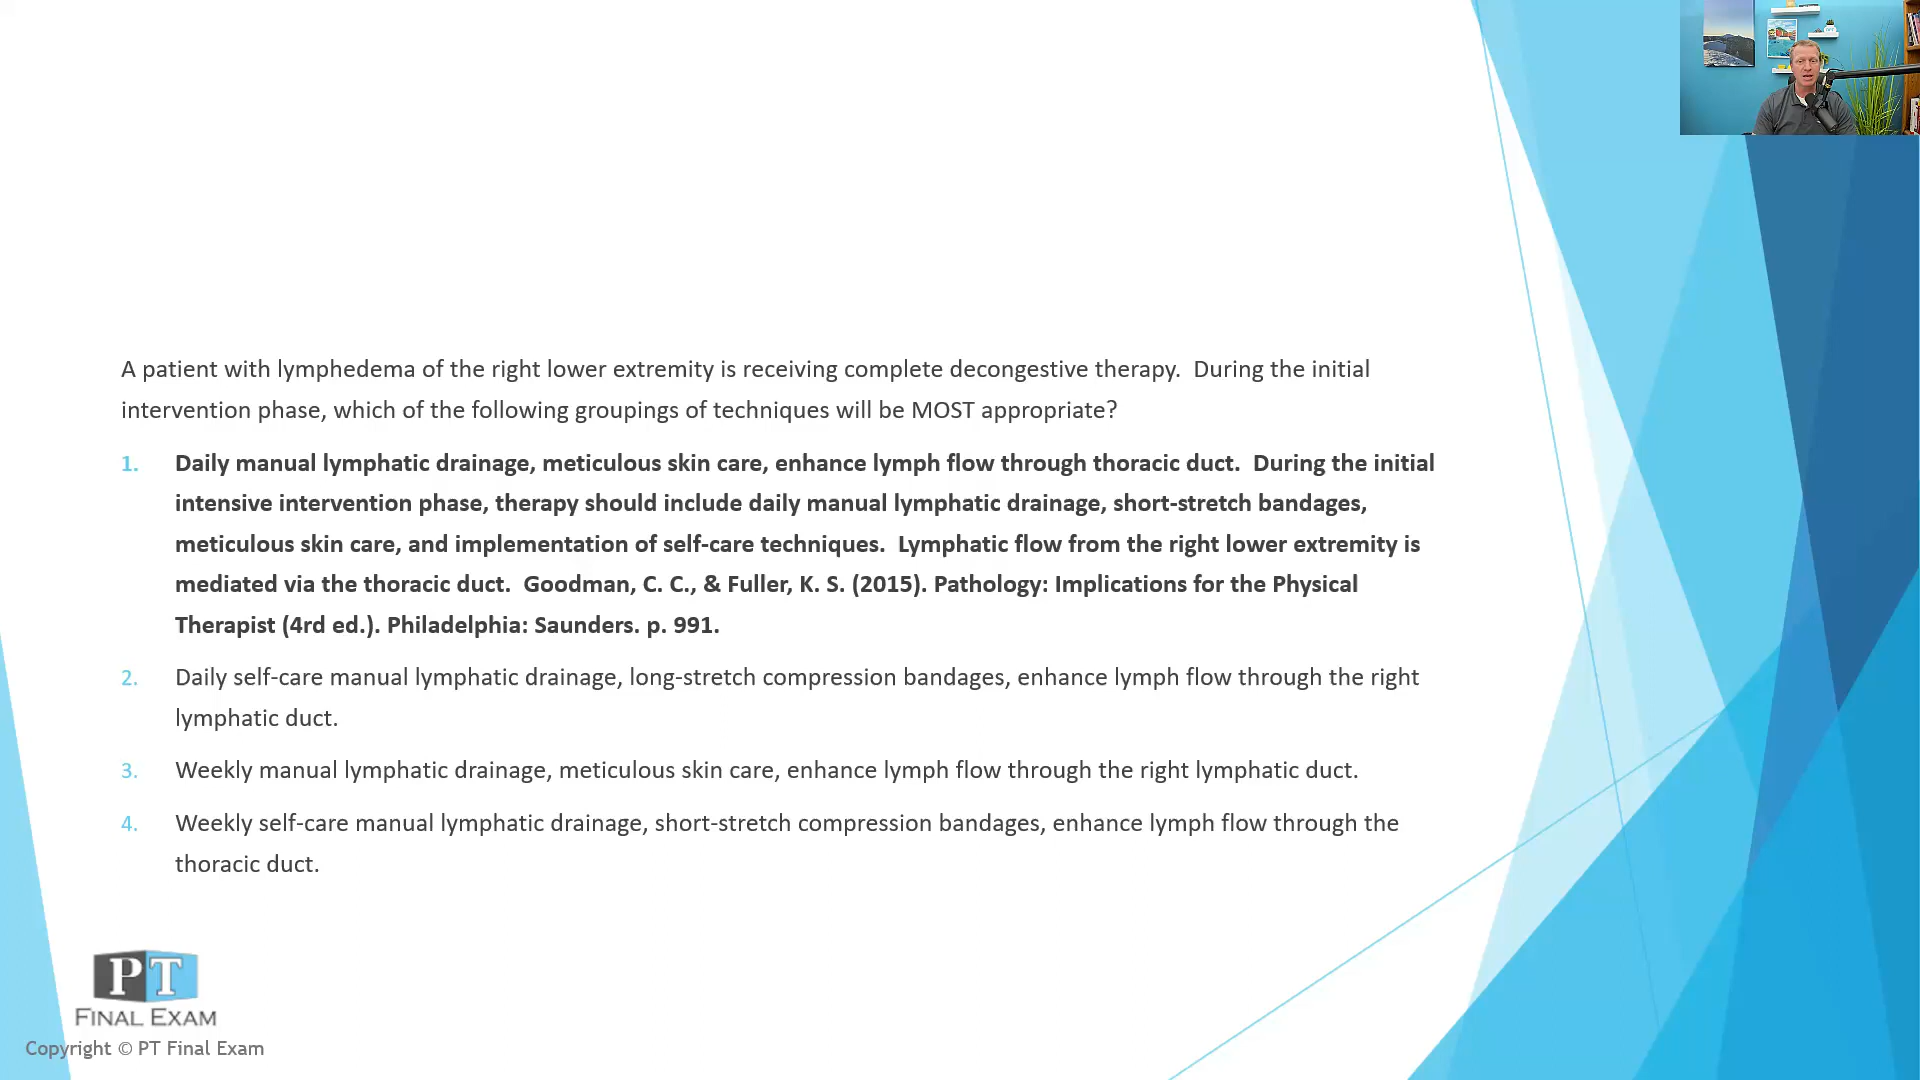 A patient with lymphedema of the right lower extremity is receiving complete decongestive therapy.  During the initial
intervention phase, which of the following groupings of techniques will be MOST appropriate?
1. Daily manual lymphatic drainage, meticulous skin care, enhance lymph flow through thoracic duct.  During the initial
intensive intervention phase, therapy should include daily manual lymphatic drainage, short-stretch bandages,
meticulous skin care, and implementation of self-care techniques.  Lymphatic flow from the right lower extremity is
mediated via the thoracic duct.  Goodman, C. C., & Fuller, K. S. (2015). Pathology: Implications for the Physical
Therapist (4rd ed.). Philadelphia: Saunders. p. 991.
2. Daily self-care manual lymphatic drainage, long-stretch compression bandages, enhance lymph flow through the right
lymphatic duct.
3. Weekly manual lymphatic drainage, meticulous skin care, enhance lymph flow through the right lymphatic duct.
4. Weekly self-care manual lymphatic drainage, short-stretch compression bandages, enhance lymph flow through the
thoracic duct.
PT
FINAL EXAM
Copyright © PT Final Exam